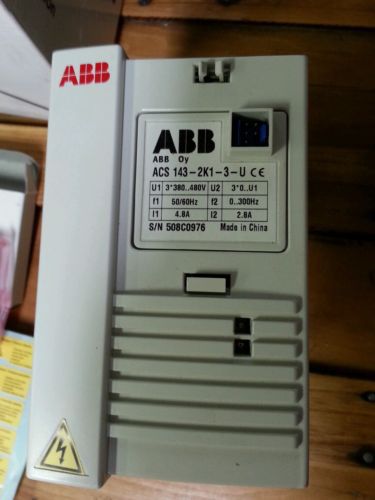 ABB
ABB
ABB Oy
ACS 143-2K1-3-U CE
U1 3*380..480V U2 3*0..U1
f1 50/60Hz f2 0..300Hz
I1 4.8A I2 2.8A
S/N 508C0976 Made in China